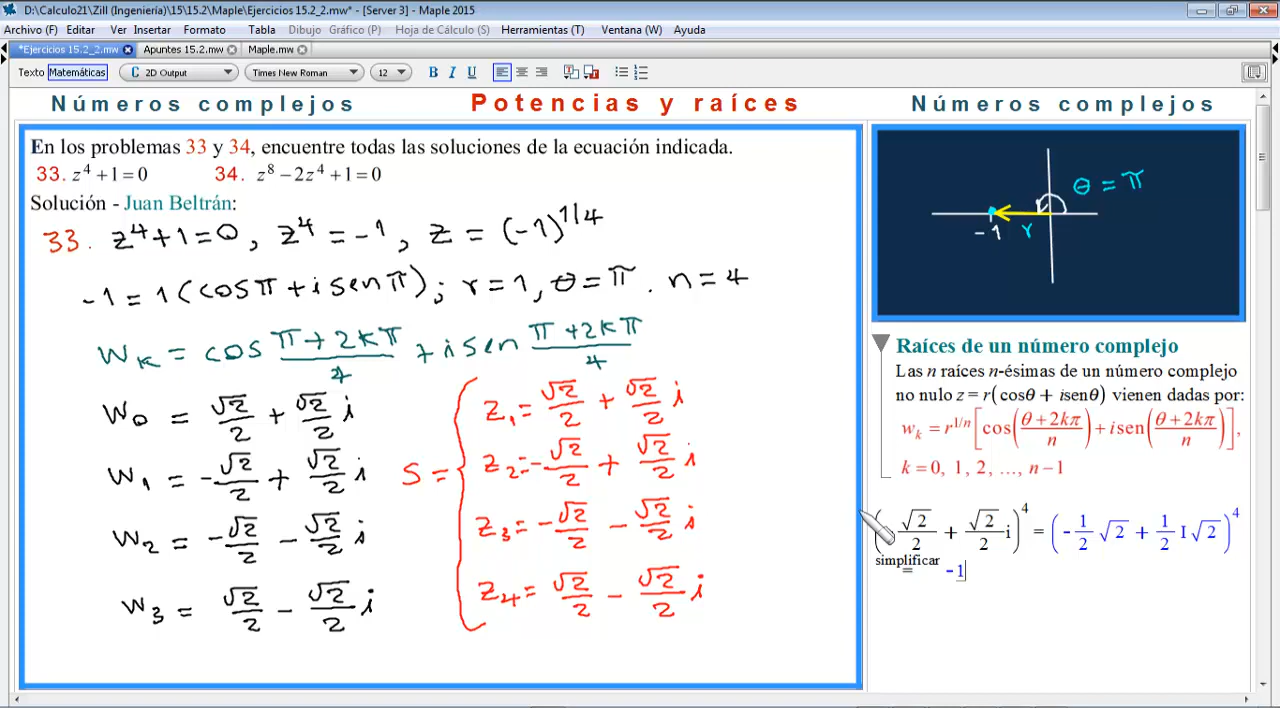 D:\Calculo21\Zill (Ingeniería)\15\15.2\Maple\Ejercicios 15.2_2.mw* - [Server 3] - Maple 2015
Archivo (F) Editar Ver Insertar Formato Tabla Dibujo Gráfico (P) Hoja de Cálculo (S) Herramientas (T) Ventana (W) Ayuda
*Ejercicios 15.2_2.mw Apuntes 15.2.mw Maple.mw
Texto Matemáticas C 2D Output Times New Roman 12 B I U
Números complejos Potencias y raíces Números complejos
En los problemas 33 y 34, encuentre todas las soluciones de la ecuación indicada.
33. z⁴ + 1 = 0 34. z⁸ − 2z⁴ + 1 = 0
Solución - Juan Beltrán:
33. z⁴+1=0, z⁴ = -1, z = (-1)^1/4
-1 = 1(cosπ + i senπ); r = 1, θ = π. n = 4
W_K = cos (π+2kπ)/4 + i sen (π+2kπ)/4
W₀ = √2/2 + √2/2 i
W₁ = -√2/2 + √2/2 i
W₂ = -√2/2 - √2/2 i
W₃ = √2/2 - √2/2 i
S = {
z₁ = √2/2 + √2/2 i
z₂ = -√2/2 + √2/2 i
z₃ = -√2/2 - √2/2 i
z₄ = √2/2 - √2/2 i
θ = π
-1 r
Raíces de un número complejo
Las n raíces n-ésimas de un número complejo
no nulo z = r(cosθ + isenθ) vienen dadas por:
w_k = r^1/n [cos((θ + 2kπ)/n) + i sen((θ + 2kπ)/n)],
k = 0, 1, 2, ..., n − 1
( √2/2 + √2/2 i)⁴ = (-1/2 √2 + 1/2 I √2)⁴
simplificar
= -1